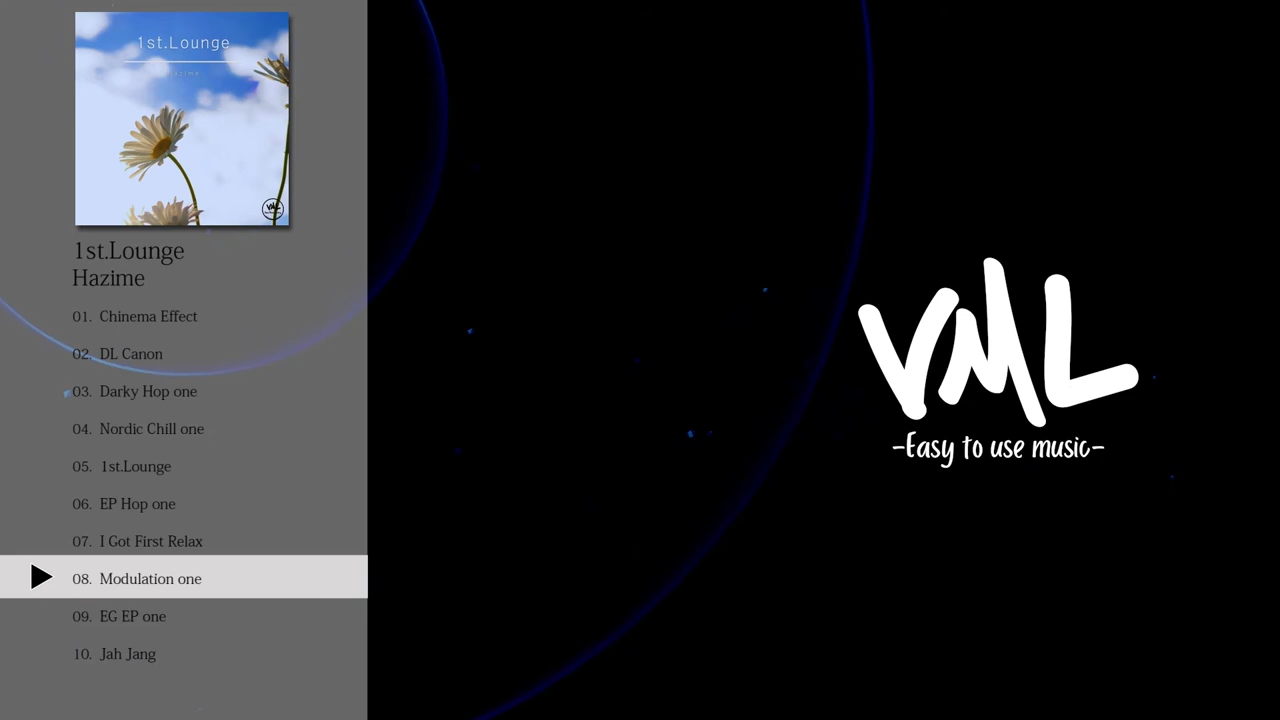 1st.Lounge
Hazime
VML
1st.Lounge
Hazime
01. Chinema Effect
02. DL Canon
03. Darky Hop one
04. Nordic Chill one
05. 1st.Lounge
06. EP Hop one
07. I Got First Relax
08. Modulation one
09. EG EP one
10. Jah Jang
VML
-Easy to use music-